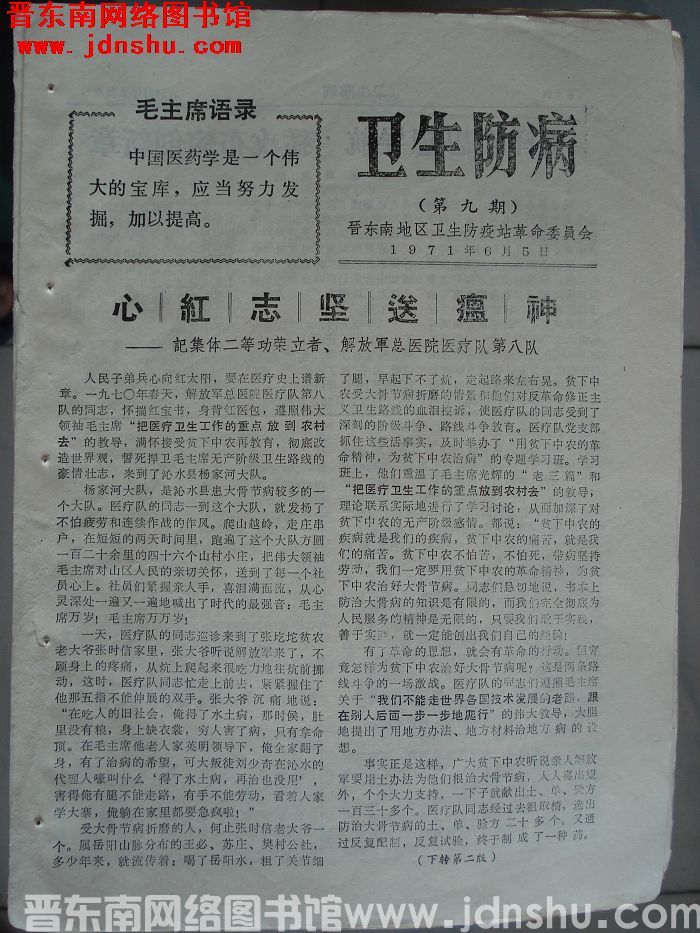 晋东南网络图书馆
www.jdnshu.com
毛主席语录
中国医药学是一个伟
大的宝库，应当努力发
掘，加以提高。
卫生防病
（第九期）
晋东南地区卫生防疫站革命委員会
1971年6月5日
心紅志坚送瘟神
——記集体二等功荣立者、解放軍总医院医疗队第八队
人民子弟兵心向红太阳，要在医疗史上谱新
章。一九七〇年春天，解放军总医院医疗队第八
队的同志，怀揣红宝书，身背红医包，遵照伟大
领袖毛主席“把医疗卫生工作的重点放到农村
去”的教导，满怀接受贫下中农再教育，彻底改
造世界观，誓死捍卫毛主席无产阶级卫生路线的
豪情壮志，来到了沁水县杨家河大队。
杨家河大队，是沁水县患大骨节病较多的一
个大队。医疗队的同志一到这个大队，就发扬了
不怕疲劳和连续作战的作风。爬山越岭，走庄串
户，在短短的两天时间里，跑遍了这个大队方圆
一百二十余里的四十六个山村小庄，把伟大领袖
毛主席对山区人民的亲切关怀，送到了每一个社
员心上。社员们紧握亲人手，喜泪满面流，从心
灵深处一遍又一遍地喊出了时代的最强音：毛主
席万岁！毛主席万万岁！
一天，医疗队的同志巡诊来到了张圪坨贫农
老大爷张时信家里，张大爷听说解放军来了，不
顾身上的疼痛，从炕上爬起来很吃力地往炕前挪
动，这时，医疗队同志忙走上前去，紧紧握住了
他那五指不能伸展的双手。张大爷沉痛地说：
“在吃人的旧社会，俺得了水土病，那时侯，肚
里没有粮，身上缺衣裳，穷人害了病，只有拿命
顶。在毛主席他老人家英明领导下，俺全家翻了
身，有了治病的希望，可大叛徒刘少奇在沁水的
代理人嚎叫什么‘得了水土病，再治也没用’，
害得俺有腿不能走路，有手不能劳动，看着人家
学大寨，俺躺在家里都要急疯啦！”
受大骨节病折磨的人，何止张时信老大爷一
个。属岳阳山脉分布的王必、苏庄、樊村公社，
多少年来，就流传着：喝了岳阳水，粗了关节细
了腿，早起下不了炕，走起路来左右晃。贫下中
农受大骨节病折磨的情景和他们对反革命修正主
义卫生路线的血泪控诉，使医疗队的同志受到了
深刻的阶级斗争、路线斗争教育。医疗队党支部
抓住这些活事实，及时举办了“用贫下中农的革
命精神，为贫下中农治病”的专题学习班。学习
班上，他们重温了毛主席光辉的“老三篇”和
“把医疗卫生工作的重点放到农村去”的教导，
理论联系实际地进行了学习讨论，从而加深了对
贫下中农的无产阶级感情。都说：“贫下中农的
疾病就是我们的疾病，贫下中农的痛苦，就是我
们的痛苦。贫下中农不怕苦，不怕死，带病坚持
劳动，我们一定要用贫下中农的革命精神，为贫
下中农治好大骨节病。同志们恳切地说，书本上
防治大骨节病的知识是有限的，而我们完全彻底为
人民服务的精神是无限的，只要我们敢于实践，
善于实践，就一定能创出我们自己的经验！
有了革命的思想，就会有革命的行动。但究
竟怎样为贫下中农治好大骨节病呢，这是两条路
线斗争的一场激战。医疗队的同志们遵照毛主席
关于“我们不能走世界各国技术发展的老路，跟
在别人后面一步一步地爬行”的伟大教导，大胆
地提出了用地方办法、地方材料治地方病的设
想。
事实正是这样，广大贫下中农听说亲人解放
军要用土办法为他们根治大骨节病，人人喜出望
外，个个大力支持，一下子就献出土、单、验方
一百三十多个。医疗队同志经过去粗取精，选出
防治大骨节病的土、单、验方二十多个，又通
过反复配制，反复试验，终于制成了一种药。
（下转第二版）
晋东南网络图书馆 www.jdnshu.com